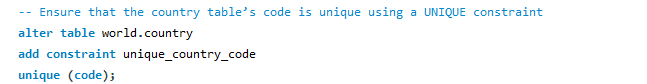 -- Ensure that the country table’s code is unique using a UNIQUE constraint
alter table world.country
add constraint unique_country_code
unique (code);